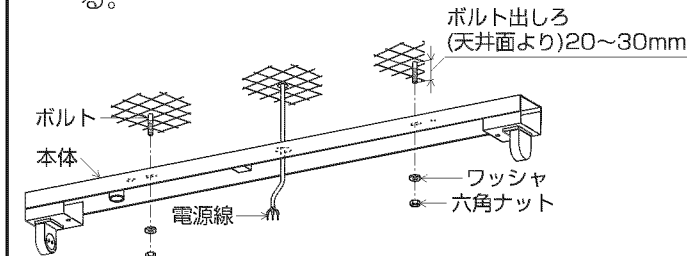 る。
ボルト出しろ
(天井面より)20～30mm
ボルト
本体
ワッシャ
六角ナット
電源線